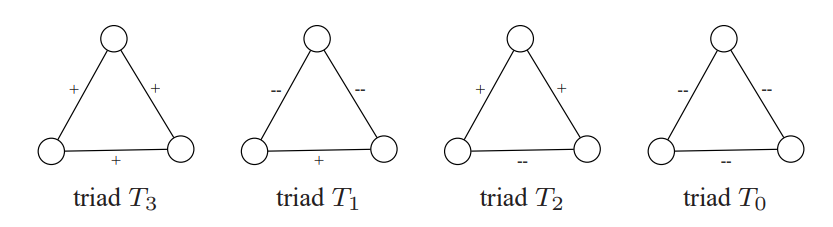 + + -- -- + + -- --
+ + -- --
triad T₃ triad T₁ triad T₂ triad T₀